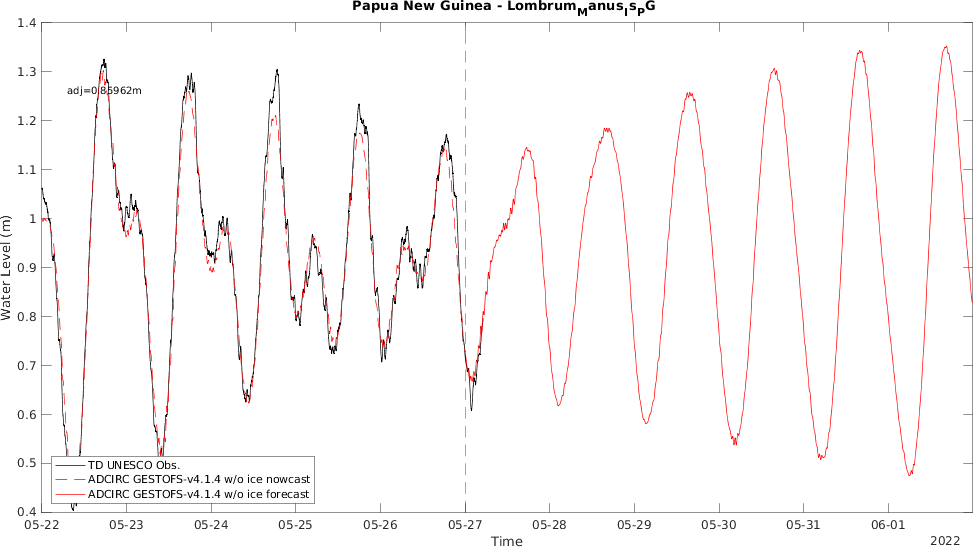 Papua New Guinea - LombrumManusIsPG
1.4
1.3
1.2
1.1
1
0.9
0.8
0.7
0.6
0.5
0.4
Water Level (m)
adj=0.85962m
TD UNESCO Obs.
ADCIRC GESTOFS-v4.1.4 w/o ice nowcast
ADCIRC GESTOFS-v4.1.4 w/o ice forecast
05-22 05-23 05-24 05-25 05-26 05-27 05-28 05-29 05-30 05-31 06-01
Time
2022